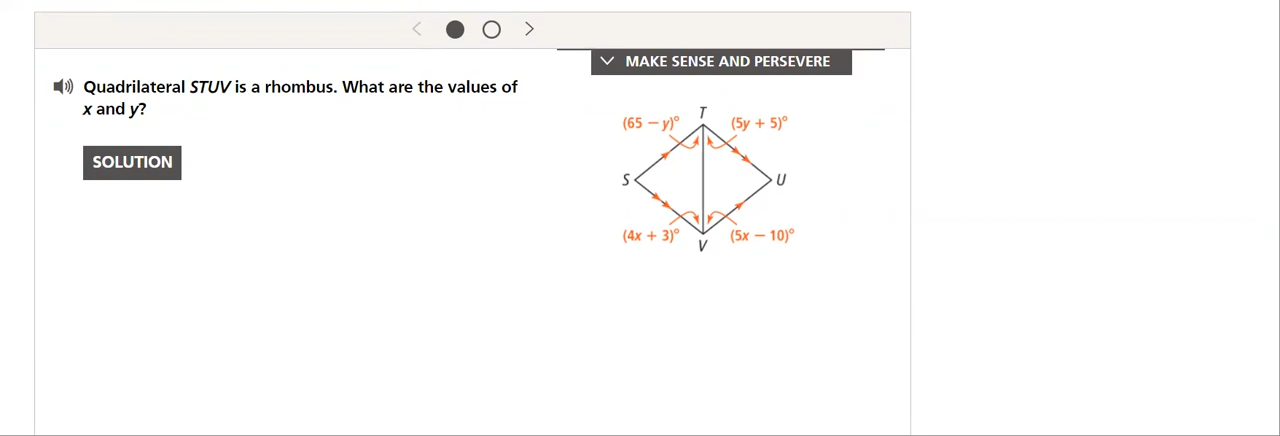 MAKE SENSE AND PERSEVERE
Quadrilateral STUV is a rhombus. What are the values of
x and y?
SOLUTION
T
(65 − y)°
(5y + 5)°
S
U
(4x + 3)°
(5x − 10)°
V